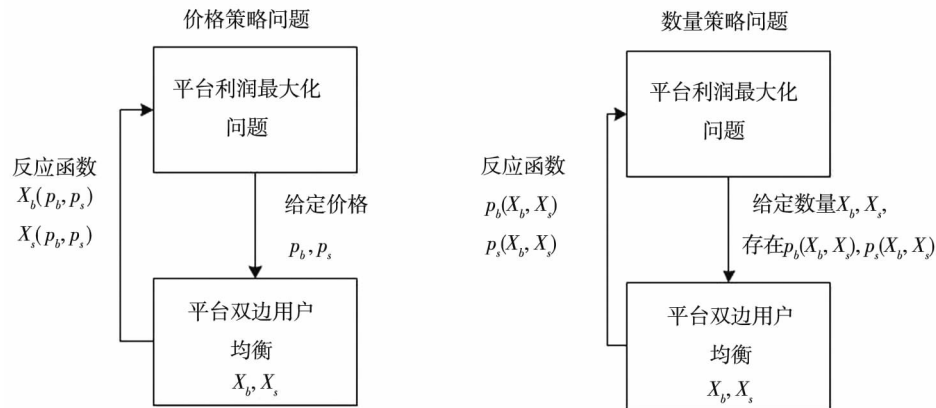 价格策略问题
平台利润最大化
问题
反应函数
X_b(p_b,p_s)
X_s(p_b,p_s)
给定价格
p_b,p_s
平台双边用户
均衡
X_b,X_s
数量策略问题
平台利润最大化
问题
反应函数
p_b(X_b,X_s)
p_s(X_b,X_s)
给定数量X_b,X_s,
存在p_b(X_b,X_s),p_s(X_b,X_s)
平台双边用户
均衡
X_b,X_s